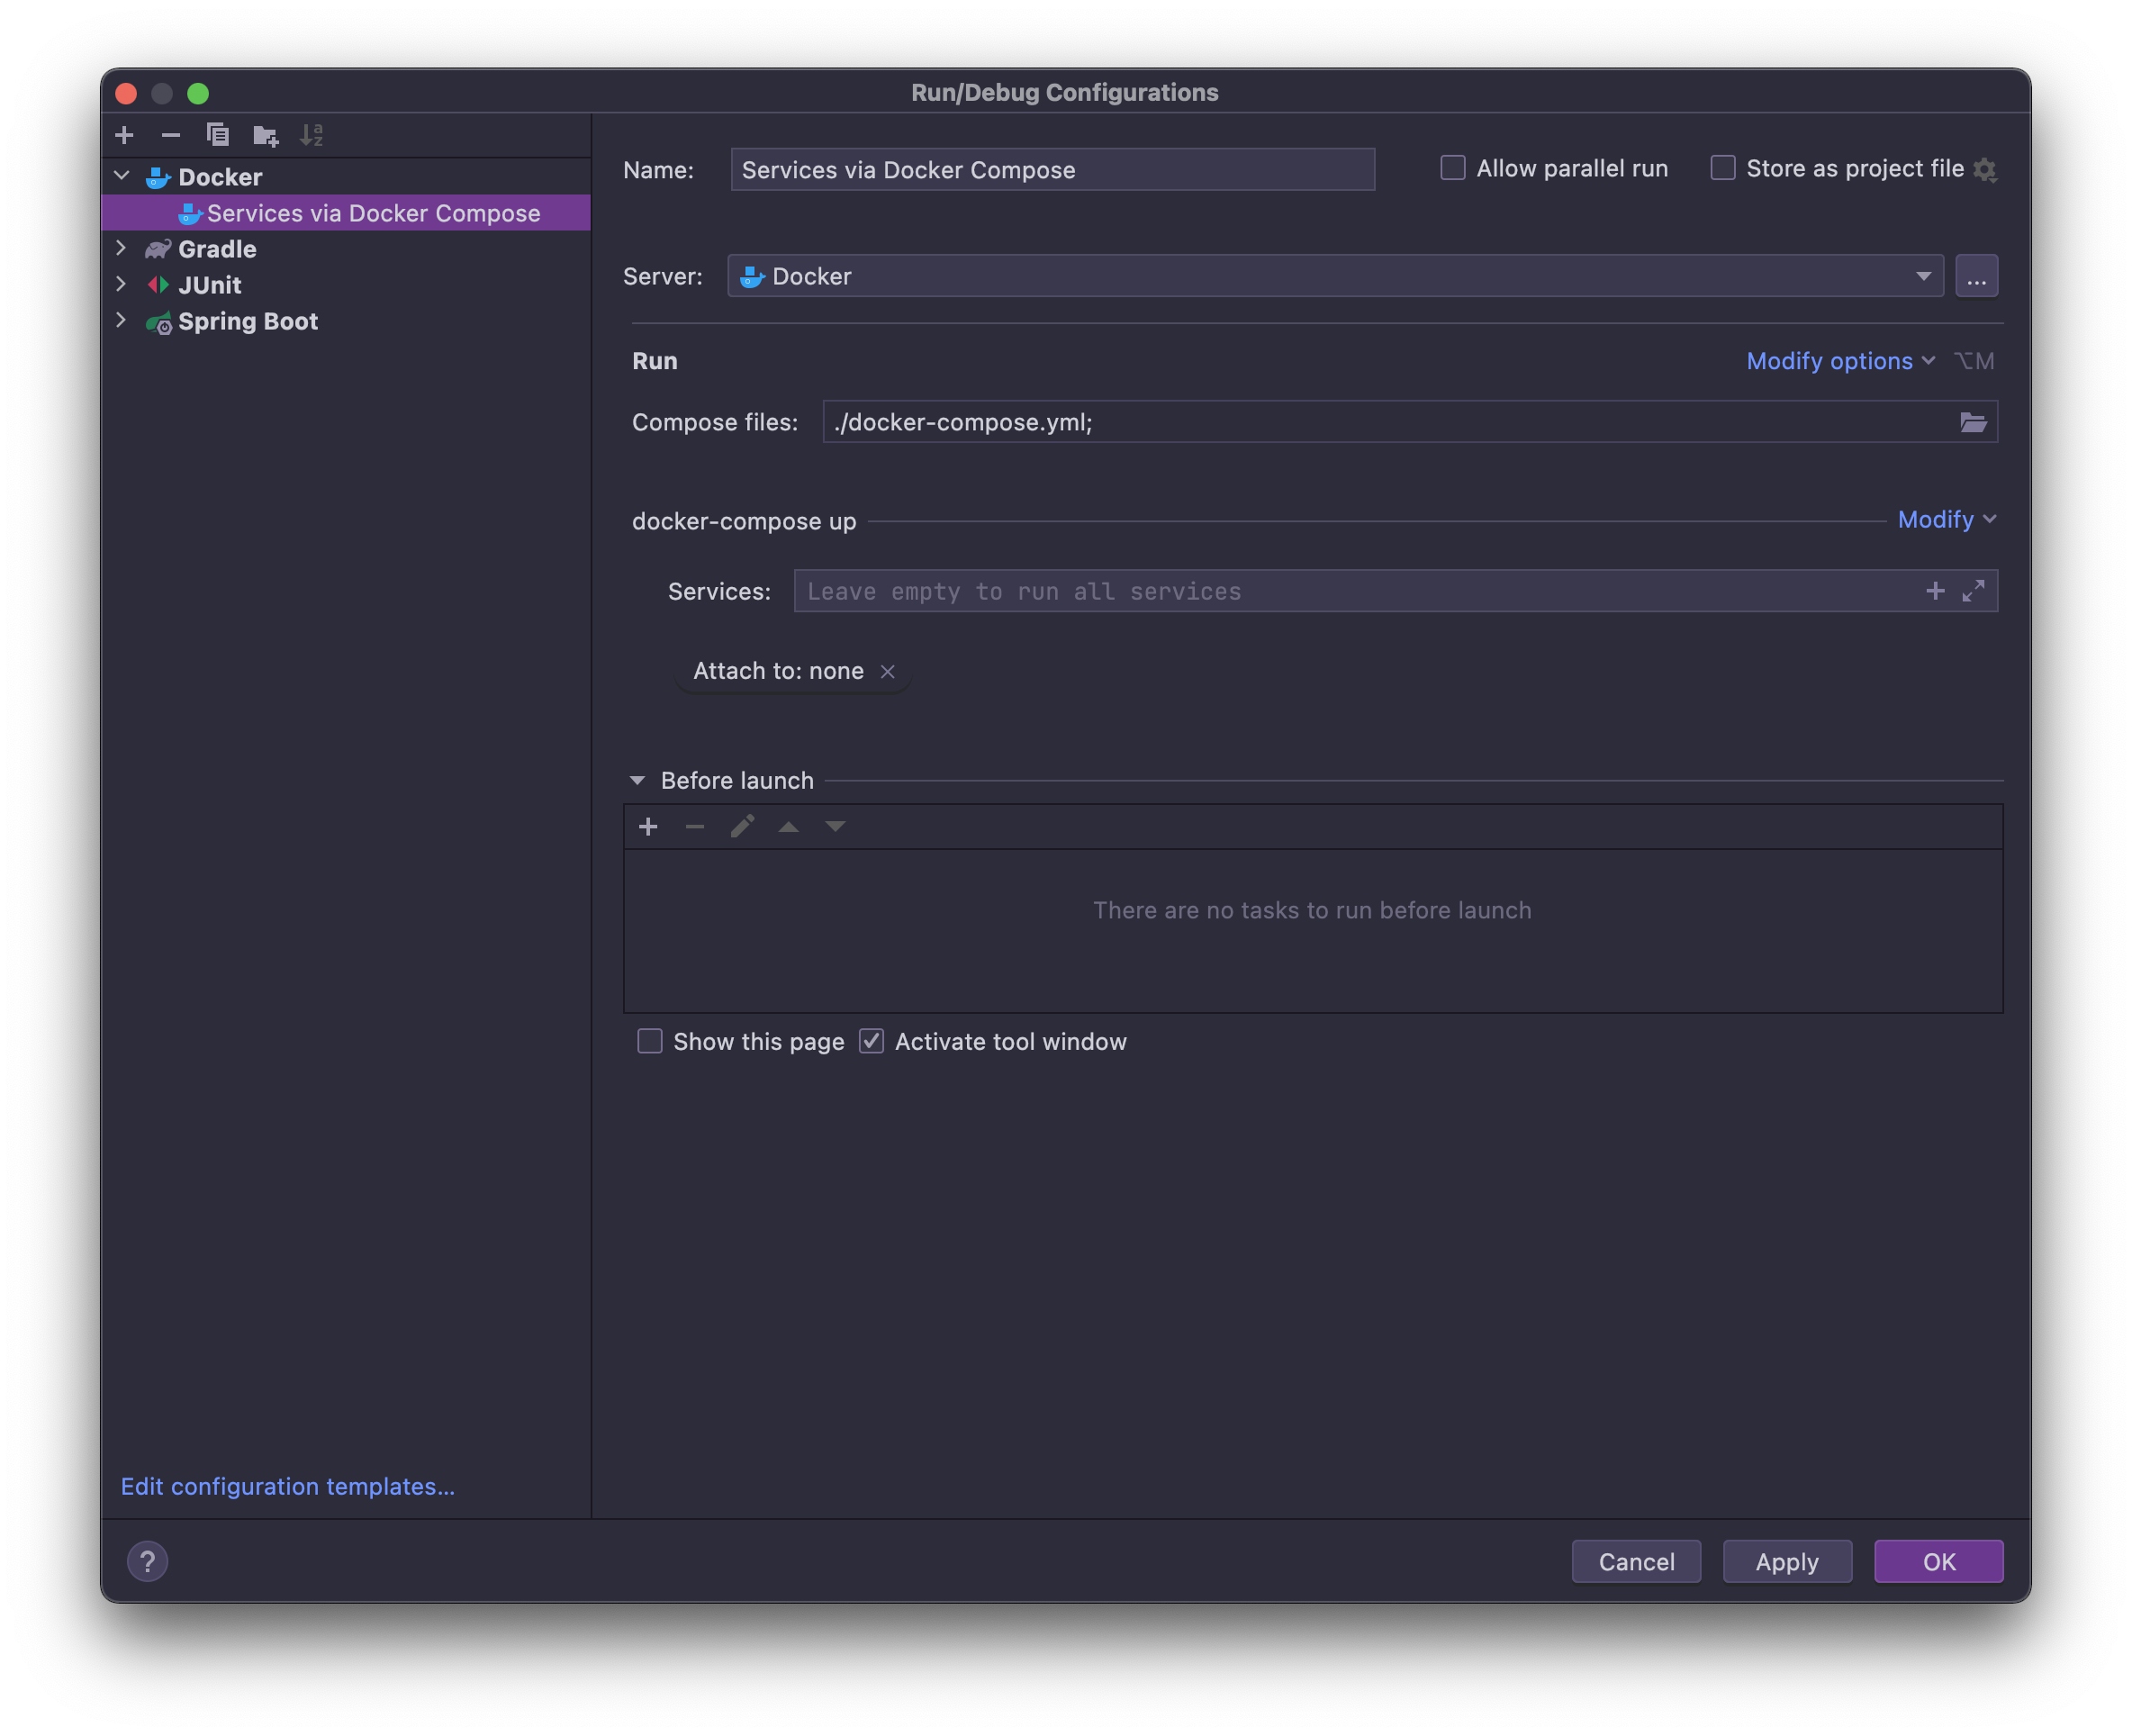 Run/Debug Configurations
Docker
Services via Docker Compose
Gradle
JUnit
Spring Boot
Edit configuration templates...
Name: Services via Docker Compose Allow parallel run Store as project file
Server: Docker ...
Run Modify options ⌥M
Compose files: ./docker-compose.yml;
docker-compose up Modify
Services: Leave empty to run all services
Attach to: none
Before launch
There are no tasks to run before launch
Show this page Activate tool window
? Cancel Apply OK